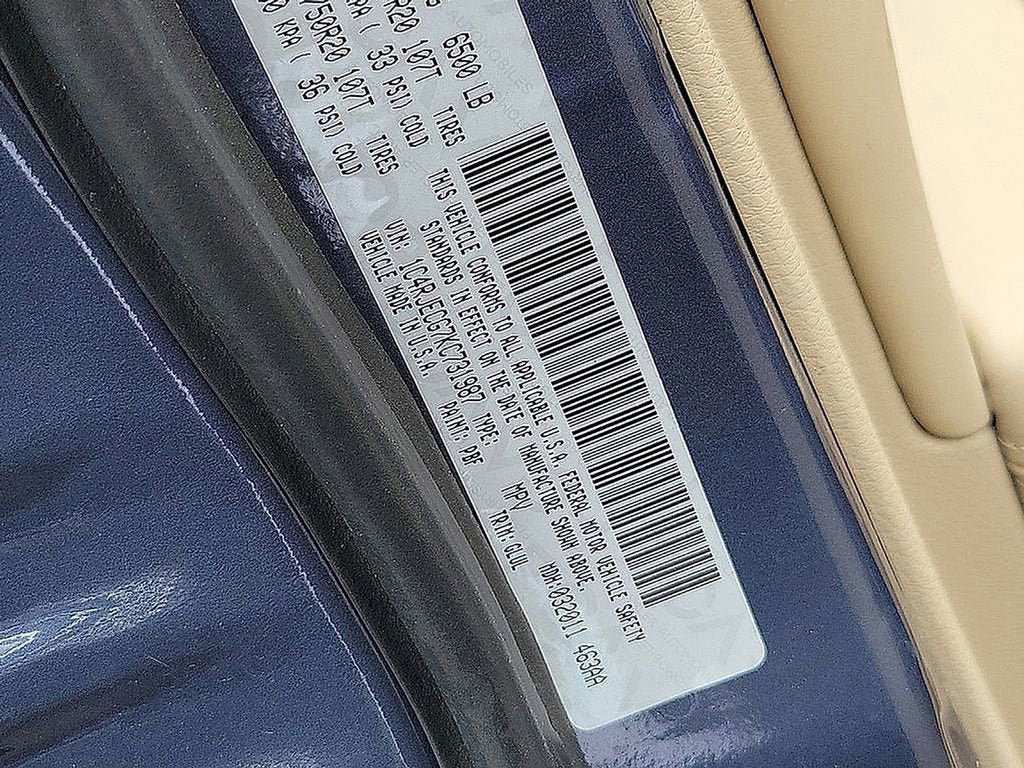 6500 LB
R20 107T TIRES
PA ( 33 PSI) COLD
/50R20 107T TIRES
KPA ( 36 PSI) COLD
THIS VEHICLE CONFORMS TO ALL APPLICABLE U.S.A. FEDERAL MOTOR VEHICLE SAFETY
STANDARDS IN EFFECT ON THE DATE OF MANUFACTURE SHOWN ABOVE.
VIN: 1C4RJECG7KC731987 TYPE: MPV MDH:032011 463AA
VEHICLE MADE IN U.S.A. PAINT: PBF TRIM: GLUL